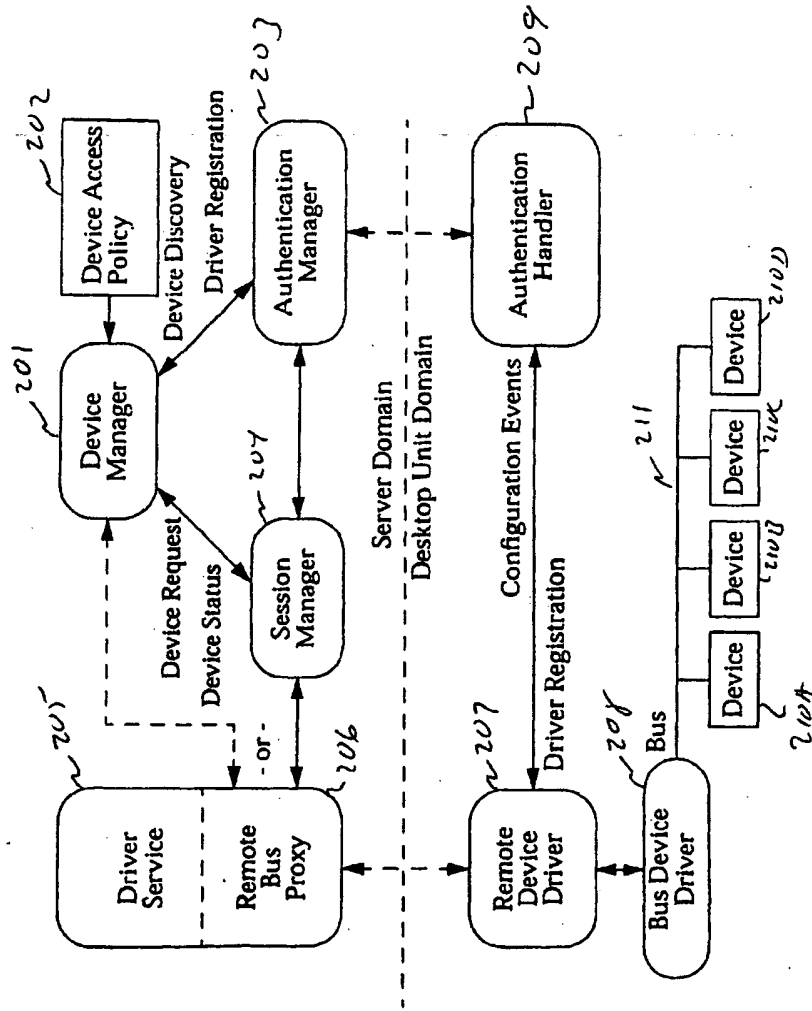 202
Device Access
Policy
201
Device
Manager
Device Discovery
Driver Registration
203
Authentication
Manager
Device Request
Device Status
204
Session
Manager
205
Driver
Service
- or -
206
Remote
Bus
Proxy
Server Domain
Desktop Unit Domain
209
Authentication
Handler
Configuration Events
Driver Registration
207
Remote
Device
Driver
208
Bus Device
Driver
Bus
211
Device
210A
Device
210B
Device
210C
Device
210D